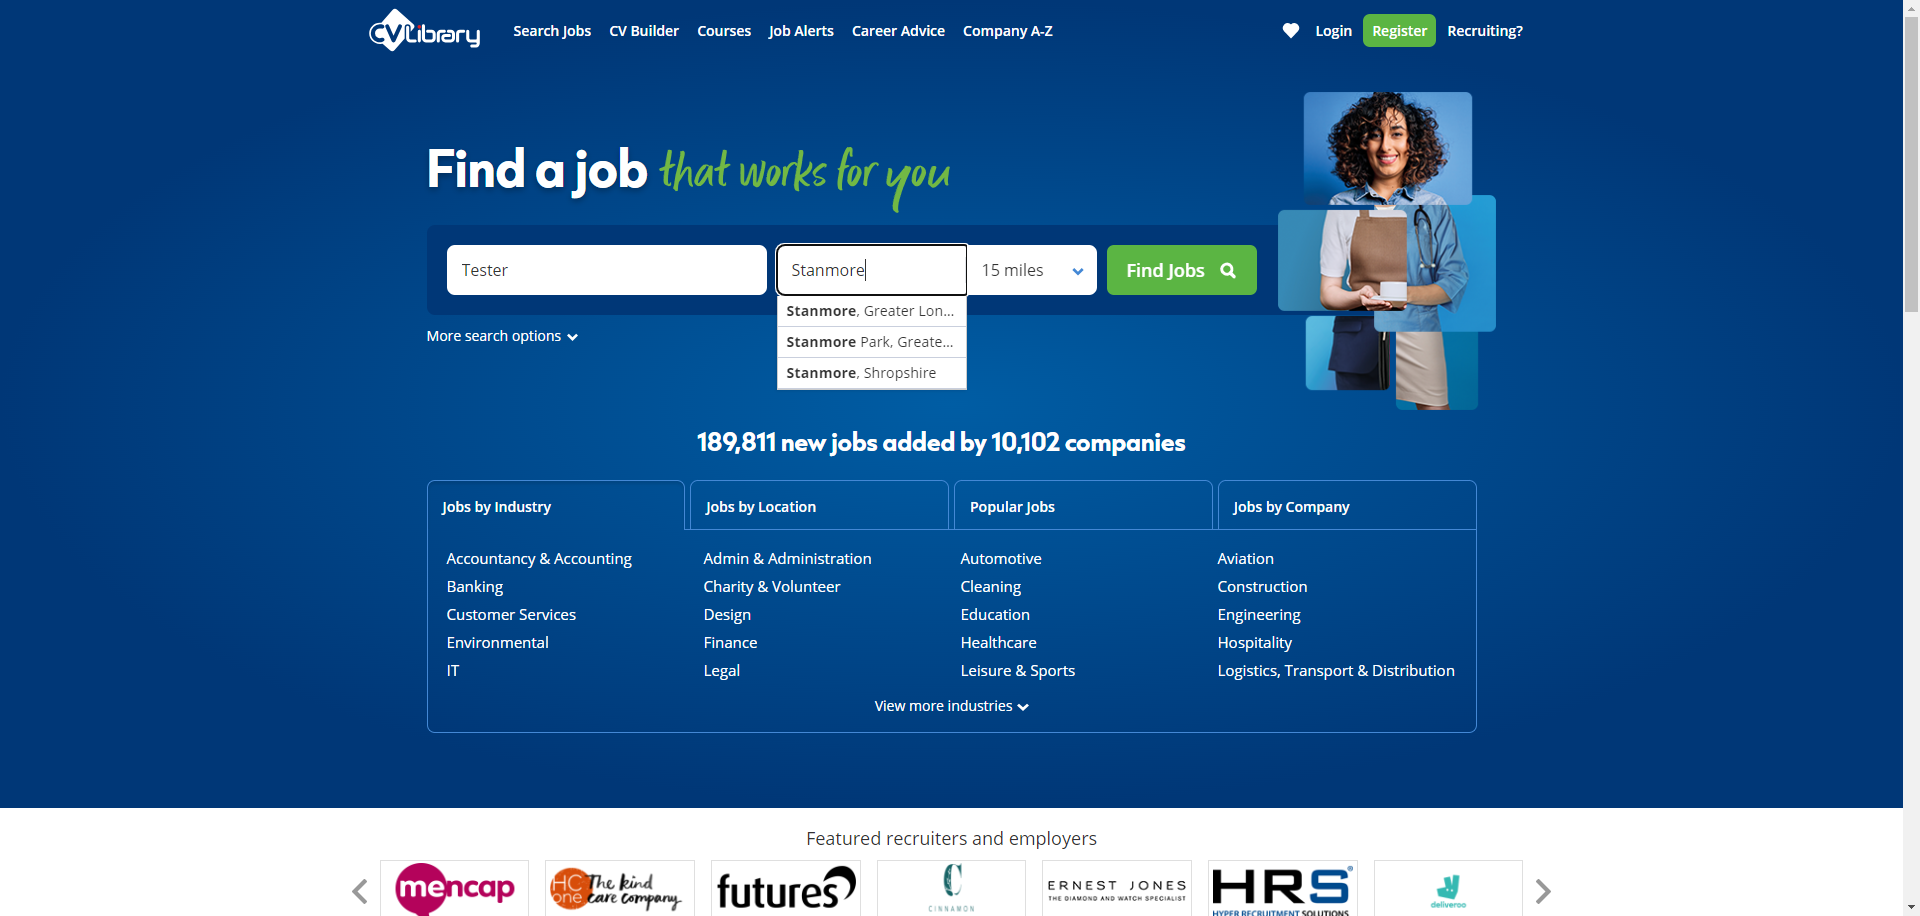 CV Library
Search Jobs
CV Builder
Courses
Job Alerts
Career Advice
Company A-Z
Login
Register
Recruiting?
Find a job that works for you
Tester
Stanmore
15 miles
Find Jobs
Stanmore, Greater Lon...
Stanmore Park, Greate...
Stanmore, Shropshire
More search options
189,811 new jobs added by 10,102 companies
Jobs by Industry
Jobs by Location
Popular Jobs
Jobs by Company
Accountancy & Accounting
Admin & Administration
Automotive
Aviation
Banking
Charity & Volunteer
Cleaning
Construction
Customer Services
Design
Education
Engineering
Environmental
Finance
Healthcare
Hospitality
IT
Legal
Leisure & Sports
Logistics, Transport & Distribution
View more industries
Featured recruiters and employers
mencap
HC one
The kind care company
futures
C
CINNAMON
ERNEST JONES
THE DIAMOND AND WATCH SPECIALIST
HRS
HYPER RECRUITMENT SOLUTIONS
deliveroo